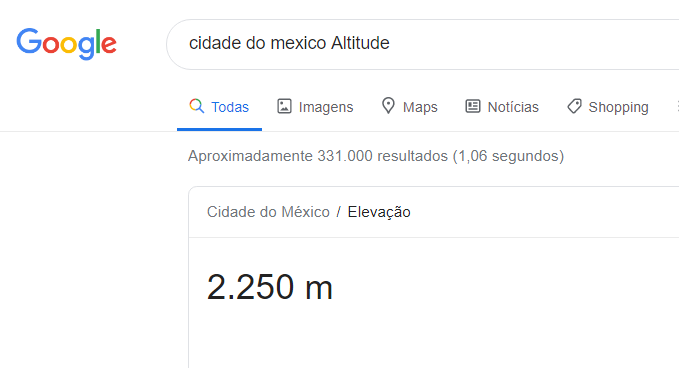 Google
cidade do mexico Altitude
Todas Imagens Maps Notícias Shopping
Aproximadamente 331.000 resultados (1,06 segundos)
Cidade do México / Elevação
2.250 m